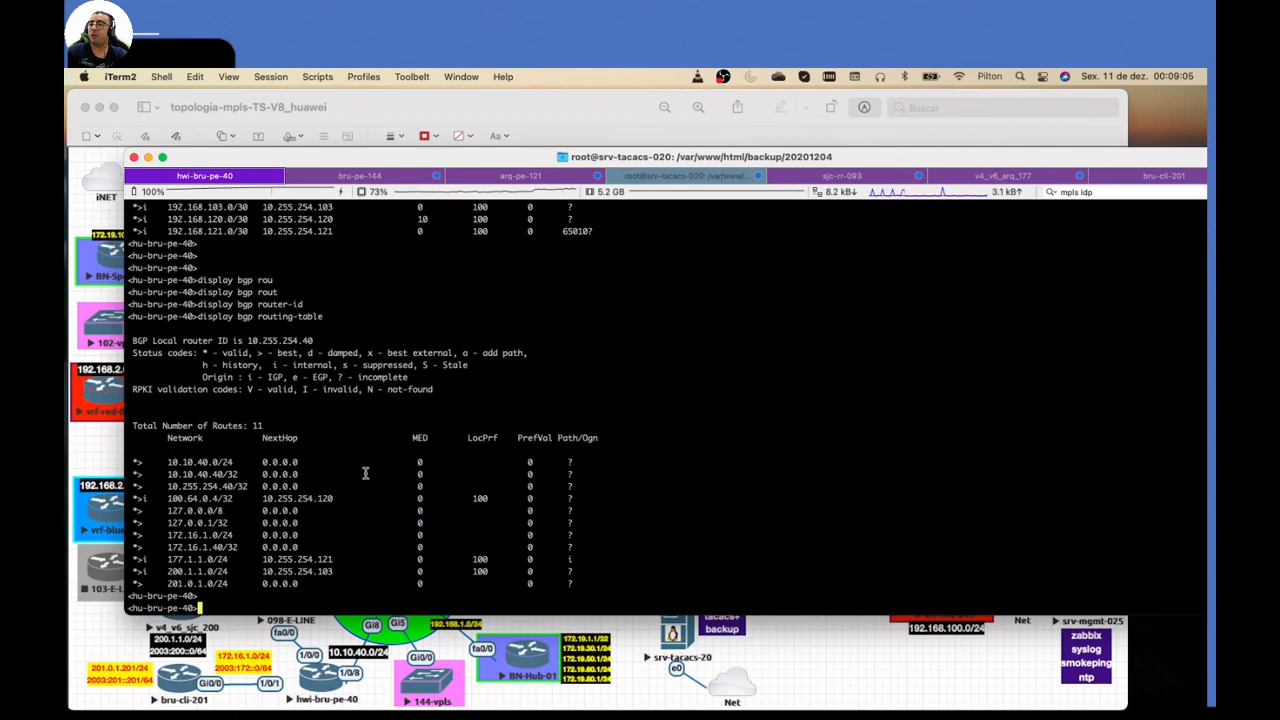 iTerm2 Shell Edit View Session Scripts Profiles Toolbelt Window Help Pilton Sex. 11 de dez. 00:09:05
topologia-mpls-TS-V8_huawei Buscar
Aa
root@srv-tacacs-020: /var/www/html/backup/20201204
hwi-bru-pe-40 bru-pe-144 arq-pe-121 root@srv-tacacs-020: /var/www/... sjc-rr-093 v4_v6_arq_177 bru-cli-201
100% 73% 5.2 GB 8.2 kB↓ 3.1 kB↑ mpls ldp
iNET
*>i 192.168.103.0/30 10.255.254.103 0 100 0 ?
*>i 192.168.120.0/30 10.255.254.120 10 100 0 ?
*>i 192.168.121.0/30 10.255.254.121 0 100 0 65010?
<hu-bru-pe-40>
<hu-bru-pe-40>
<hu-bru-pe-40>
<hu-bru-pe-40>display bgp rou
<hu-bru-pe-40>display bgp rout
<hu-bru-pe-40>display bgp router-id
<hu-bru-pe-40>display bgp routing-table
BGP Local router ID is 10.255.254.40
Status codes: * - valid, > - best, d - damped, x - best external, a - add path,
h - history, i - internal, s - suppressed, S - Stale
Origin : i - IGP, e - EGP, ? - incomplete
RPKI validation codes: V - valid, I - invalid, N - not-found
Total Number of Routes: 11
Network NextHop MED LocPrf PrefVal Path/Ogn
*> 10.10.40.0/24 0.0.0.0 0 0 ?
*> 10.10.40.40/32 0.0.0.0 0 0 ?
*> 10.255.254.40/32 0.0.0.0 0 0 ?
*>i 100.64.0.4/32 10.255.254.120 0 100 0 ?
*> 127.0.0.0/8 0.0.0.0 0 0 ?
*> 127.0.0.1/32 0.0.0.0 0 0 ?
*> 172.16.1.0/24 0.0.0.0 0 0 ?
*> 172.16.1.40/32 0.0.0.0 0 0 ?
*>i 177.1.1.0/24 10.255.254.121 0 100 0 i
*>i 200.1.1.0/24 10.255.254.103 0 100 0 ?
*> 201.0.1.0/24 0.0.0.0 0 0 ?
<hu-bru-pe-40>
<hu-bru-pe-40>
172.19.10
BN-Sp
102-v
192.168.2.
vrf-red-
192.168.2.
vrf-blue
103-E-L
v4_v6_sjc_200
200.1.1.0/24
2003:200::0/64
098-E-LINE
fa0/0
Gi8
Gi5
192.168.1.0/24
201.0.1.201/24
2003:201::201/64
172.16.1.0/24
2003:172::0/64
1/0/0
10.10.40.0/24
Gi0/0
1/0/1
1/0/8
bru-cli-201
hwi-bru-pe-40
Gi0/0
144-vpls
fa0/0
BN-Hub-01
172.19.1.1/32
172.19.30.1/24
172.19.50.1/24
172.19.60.1/24
172.19.80.1/24
tacacs+
backup
srv-tacacs-20
e0
Net
192.168.100.0/24
Net
srv-mgmt-025
zabbix
syslog
smokeping
ntp